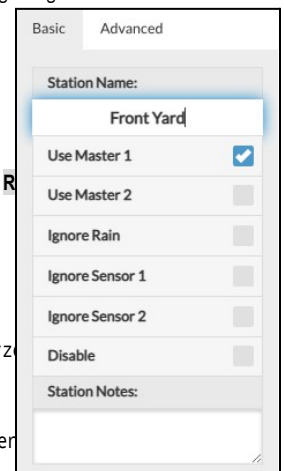 Basic Advanced
Station Name:
Front Yard
Use Master 1
Use Master 2
R
Ignore Rain
Ignore Sensor 1
Ignore Sensor 2
Disable
Station Notes: